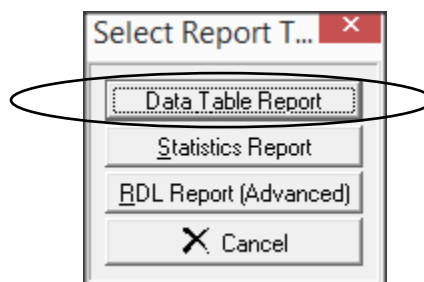 Select Report T...
Data Table Report
Statistics Report
RDL Report (Advanced)
Cancel